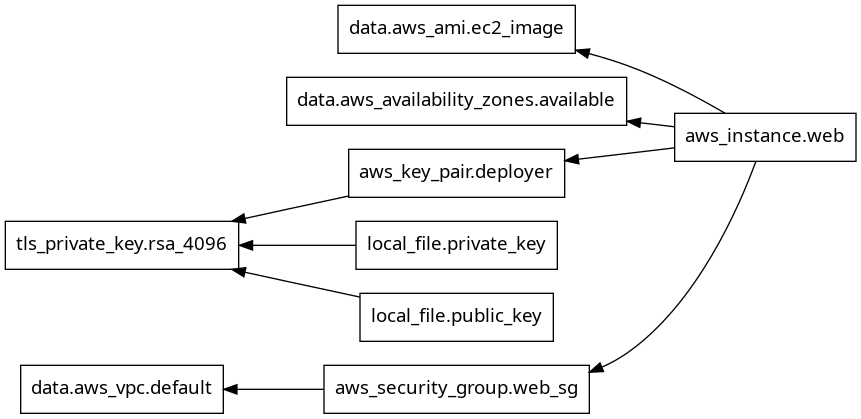 data.aws_ami.ec2_image
data.aws_availability_zones.available
aws_instance.web
aws_key_pair.deployer
tls_private_key.rsa_4096
local_file.private_key
local_file.public_key
data.aws_vpc.default
aws_security_group.web_sg